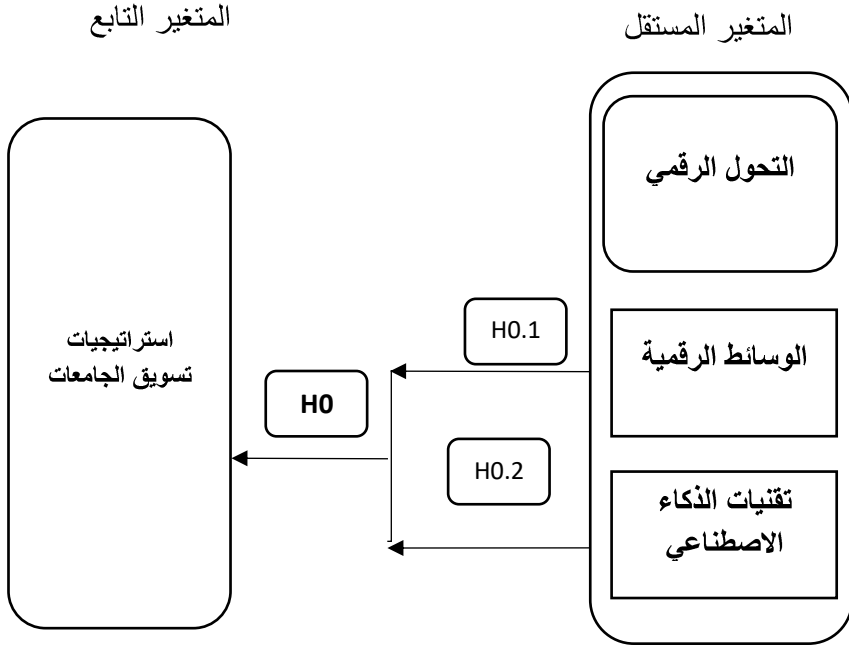 المتغير المستقل
المتغير التابع
التحول الرقمي
الوسائط الرقمية
تقنيات الذكاء
الاصطناعي
H0.1
H0.2
H0
استراتيجيات
تسويق الجامعات